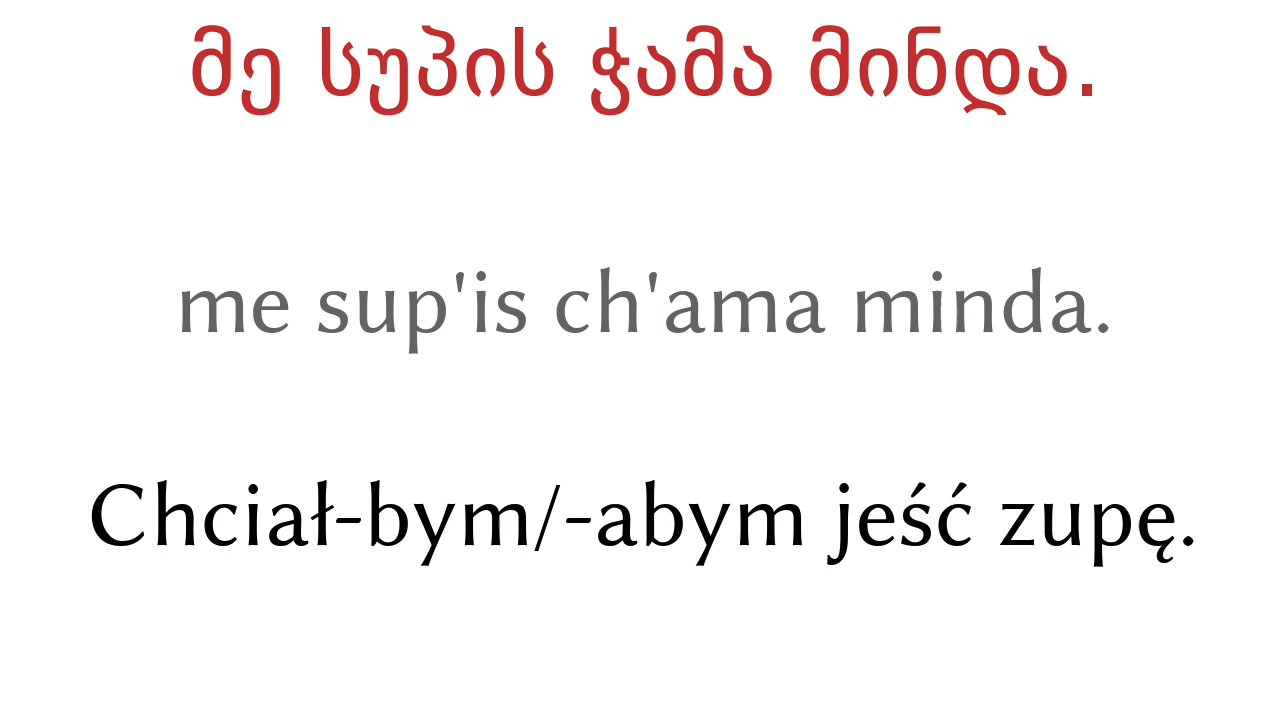 მე სუპის ჭამა მინდა.
me sup'is ch'ama minda.
Chciał-bym/-abym jeść zupę.